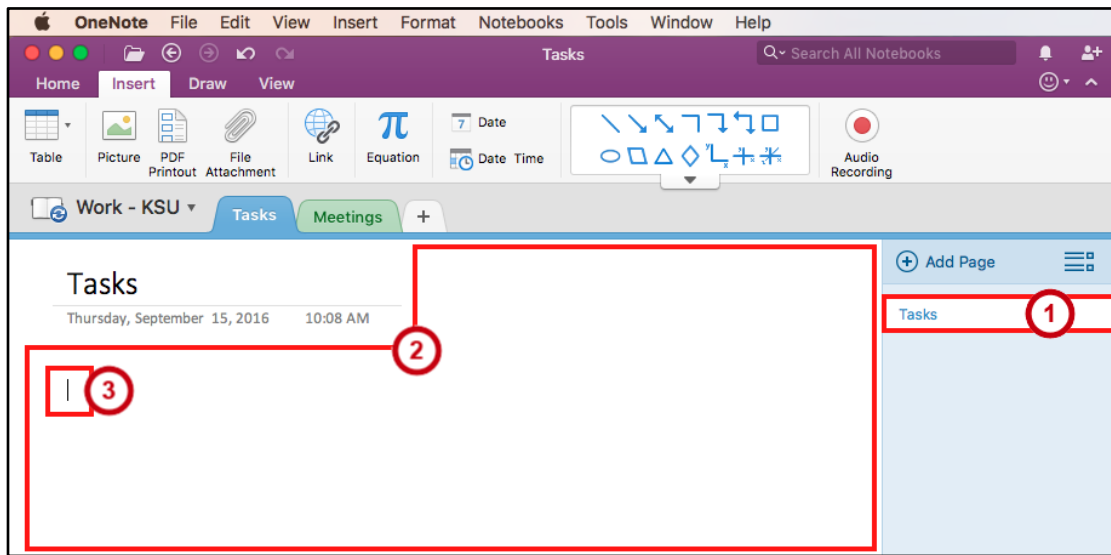 OneNote File Edit View Insert Format Notebooks Tools Window Help
Tasks
Search All Notebooks
Home Insert Draw View
Table
Picture
PDF Printout
File Attachment
Link
π
Equation
7 Date
Date Time
Audio Recording
Work - KSU
Tasks
Meetings
+
Tasks
Thursday, September 15, 2016 10:08 AM
Add Page
Tasks
1
2
3